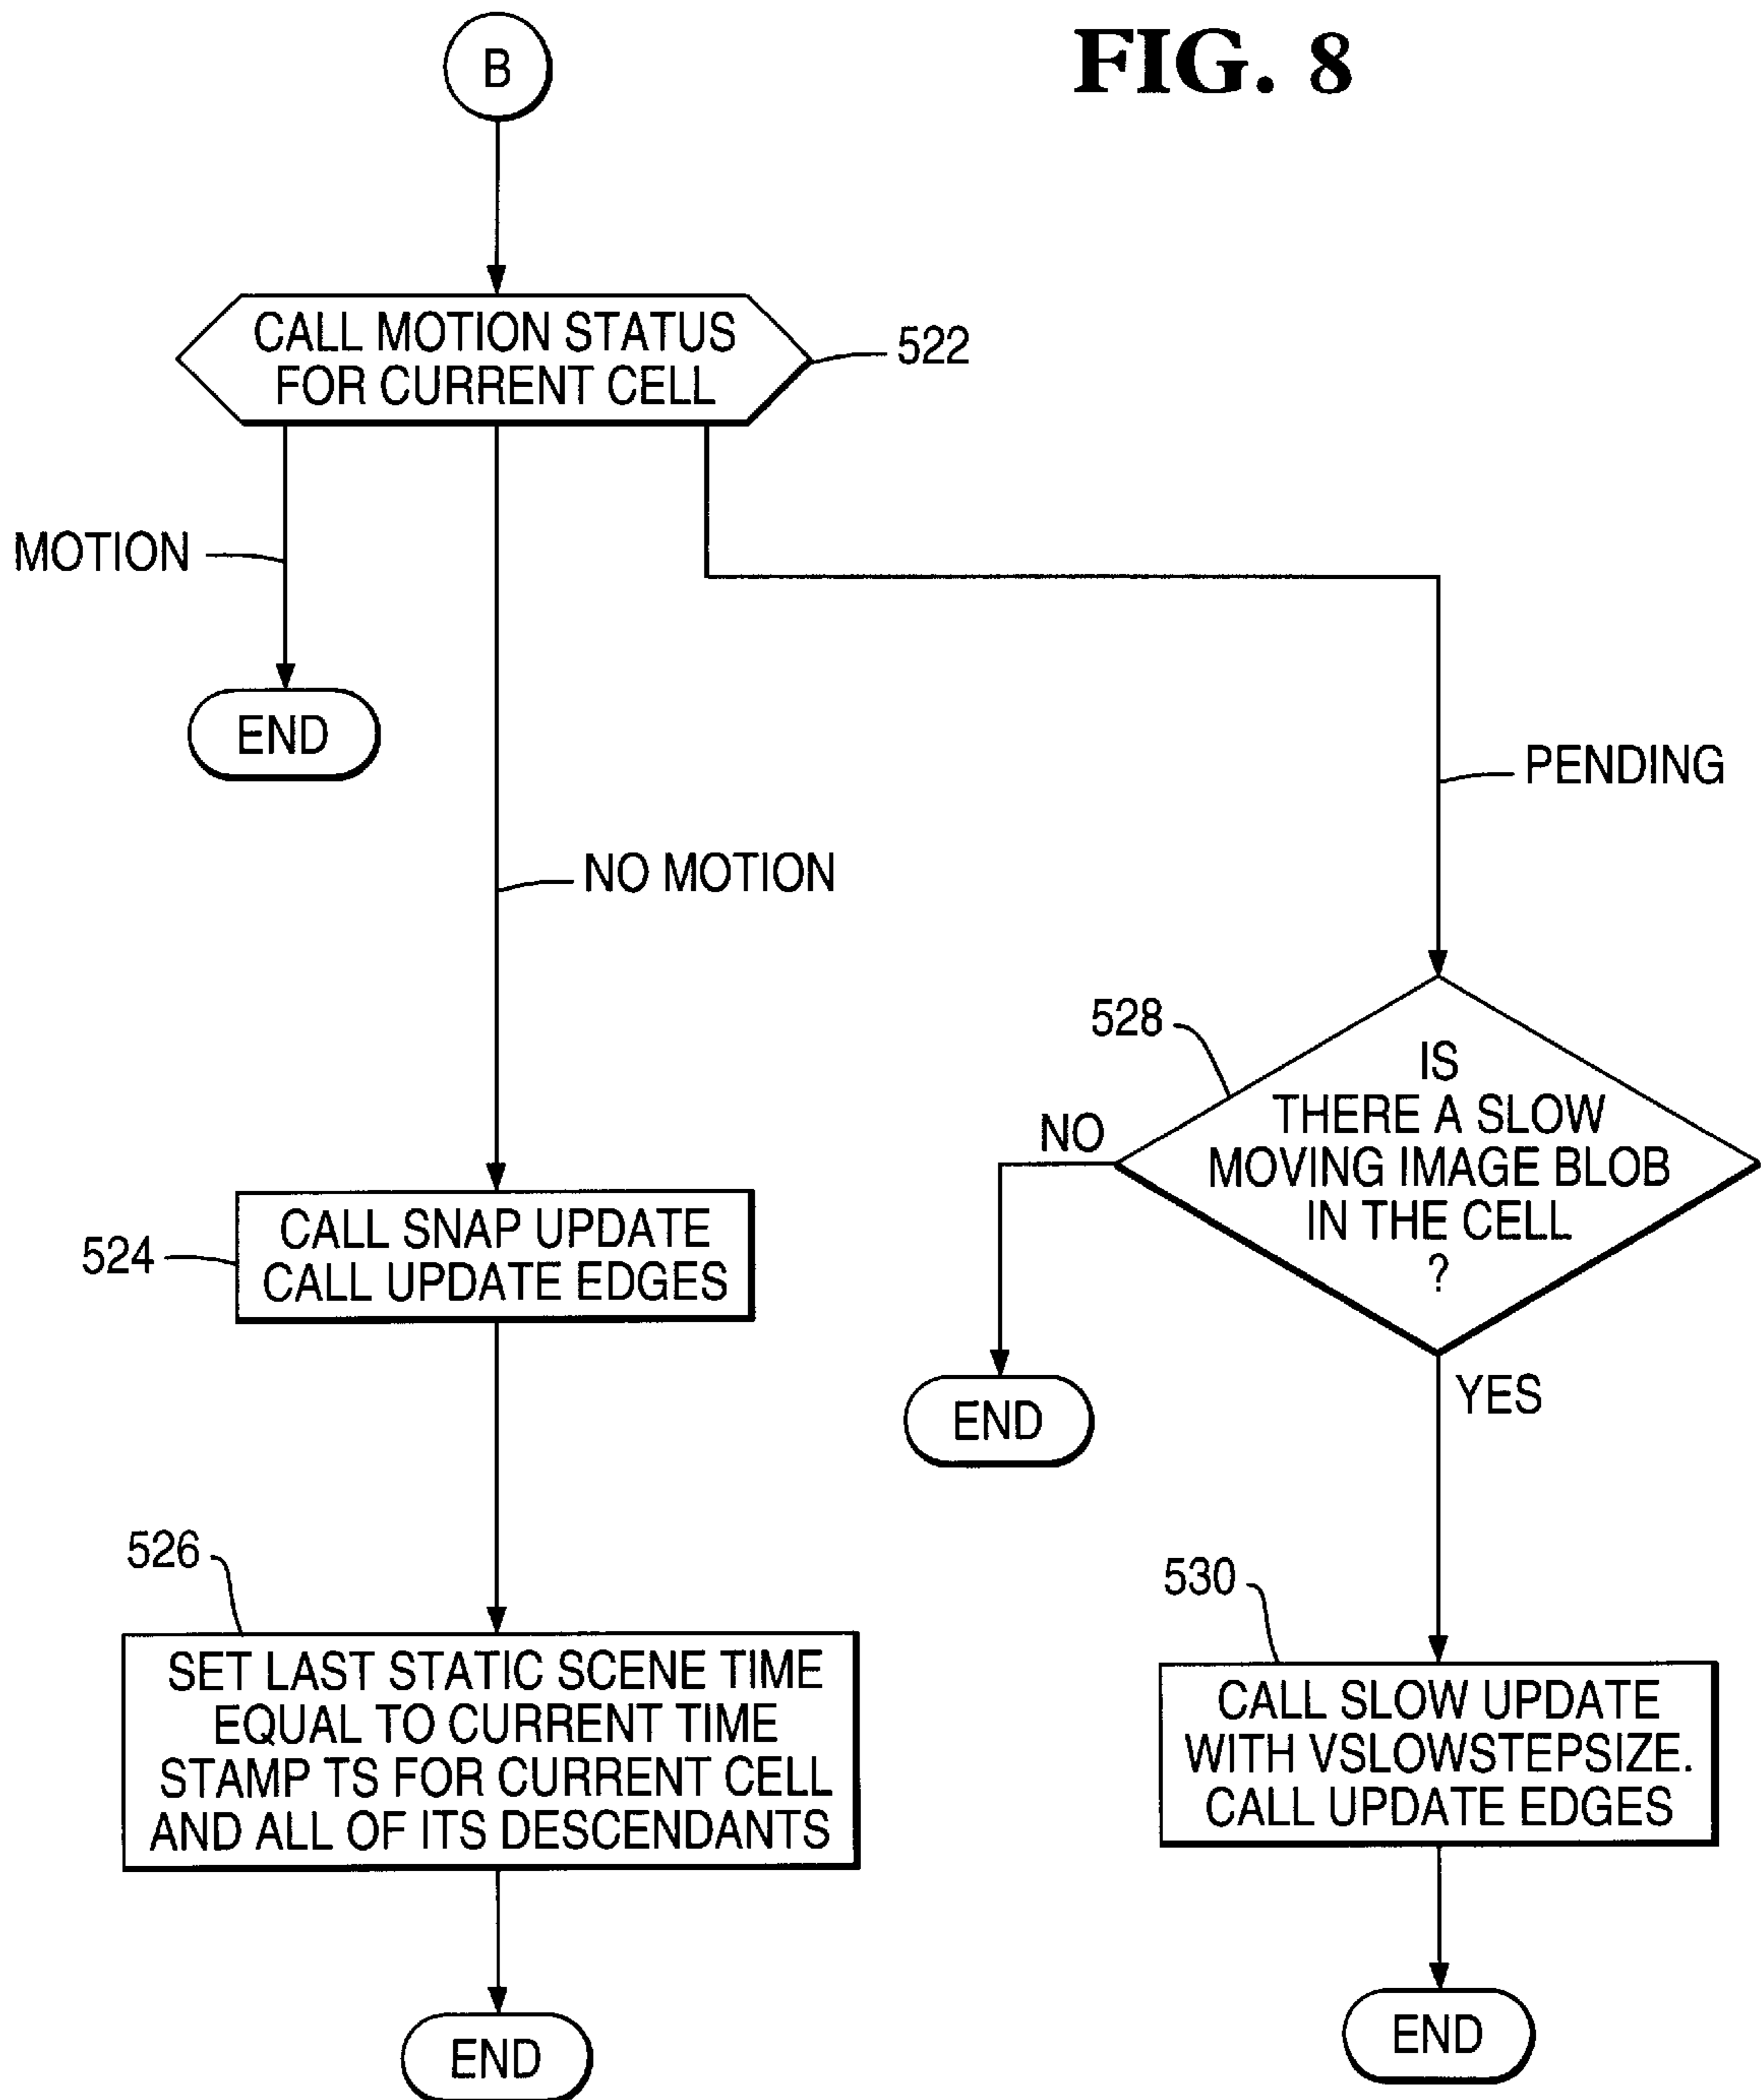 FIG. 8
B
CALL MOTION STATUS
FOR CURRENT CELL
522
MOTION
END
PENDING
NO MOTION
528
IS
THERE A SLOW
MOVING IMAGE BLOB
IN THE CELL
?
NO
524
CALL SNAP UPDATE
CALL UPDATE EDGES
END
YES
526
SET LAST STATIC SCENE TIME
EQUAL TO CURRENT TIME
STAMP TS FOR CURRENT CELL
AND ALL OF ITS DESCENDANTS
530
CALL SLOW UPDATE
WITH VSLOWSTEPSIZE.
CALL UPDATE EDGES
END
END